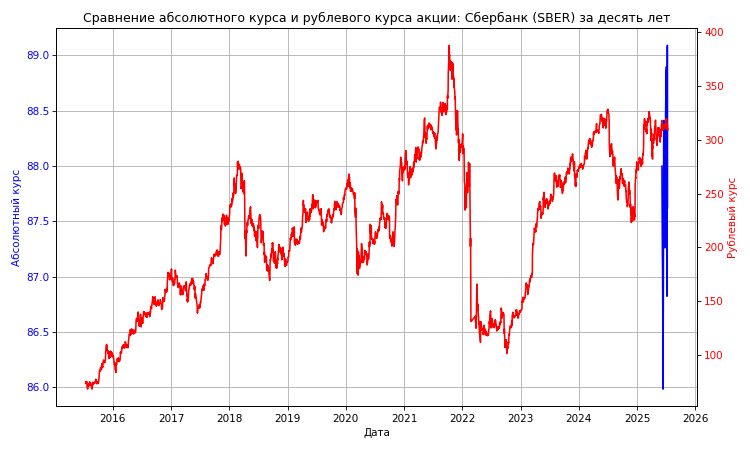 Сравнение абсолютного курса и рублевого курса акции: Сбербанк (SBER) за десять лет
400
89.0
350
88.5
300
88.0
250
Абсолютный курс
87.5
Рублевый курс
200
87.0
150
86.5
100
86.0
2016 2017 2018 2019 2020 2021 2022 2023 2024 2025 2026
Дата